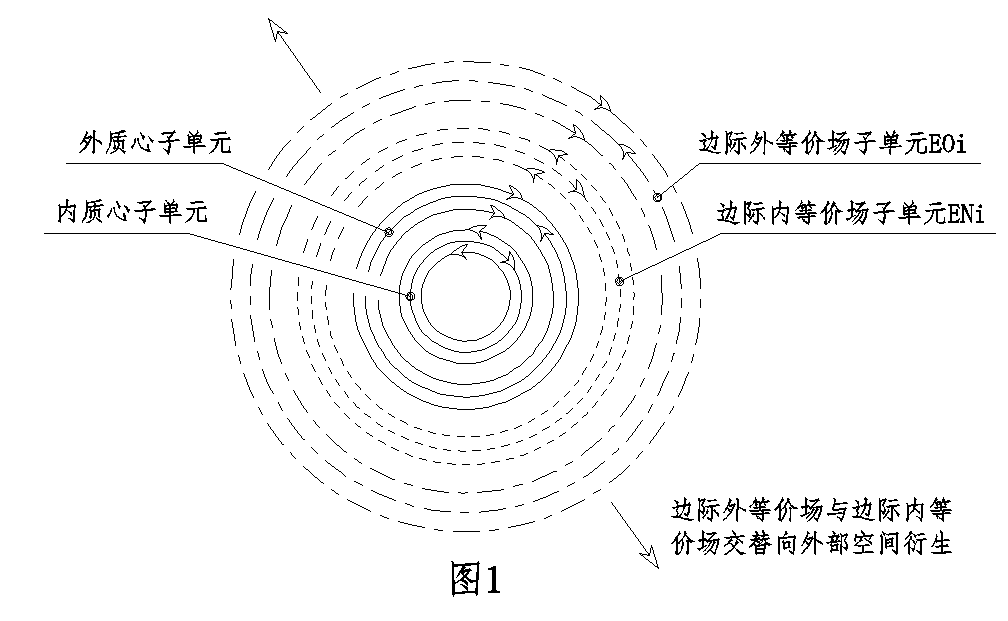 外质心子单元
内质心子单元
边际外等价场子单元EOi
边际内等价场子单元ENi
边际外等价场与边际内等
价场交替向外部空间衍生
图1